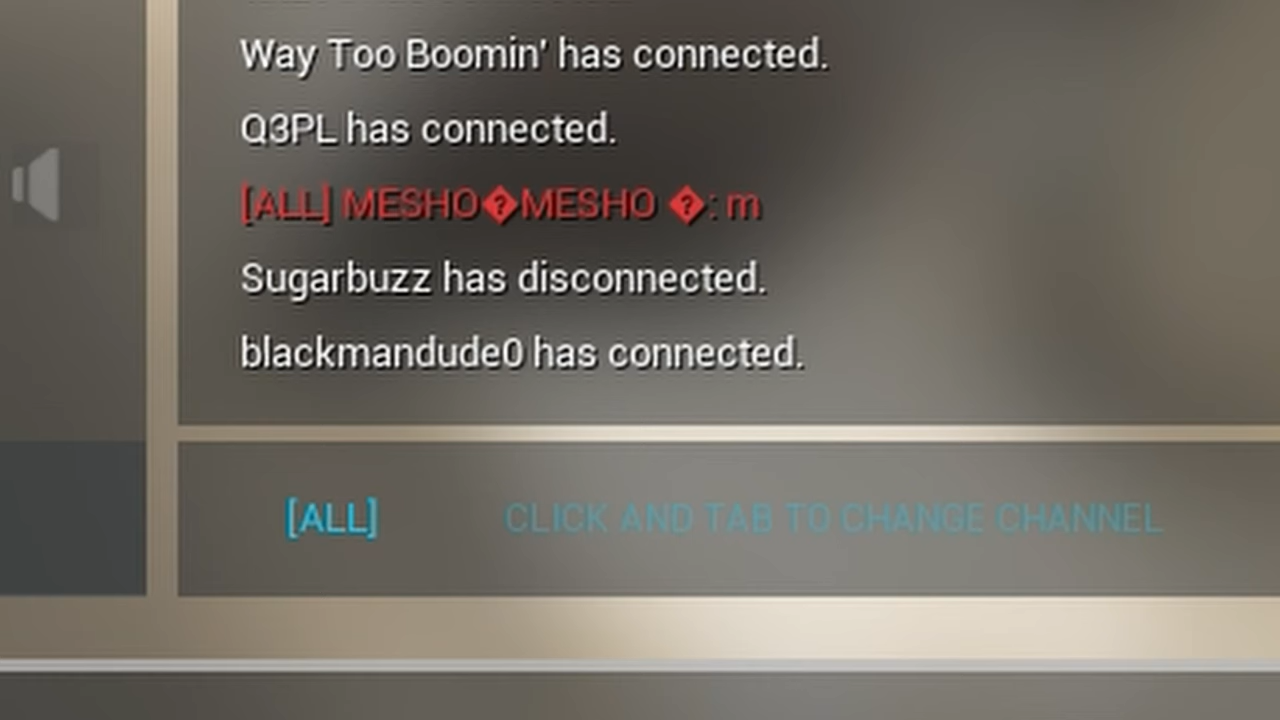 Way Too Boomin' has connected.
Q3PL has connected.
[ALL] MESHO�MESHO �: m
Sugarbuzz has disconnected.
blackmandude0 has connected.
[ALL] CLICK AND TAB TO CHANGE CHANNEL